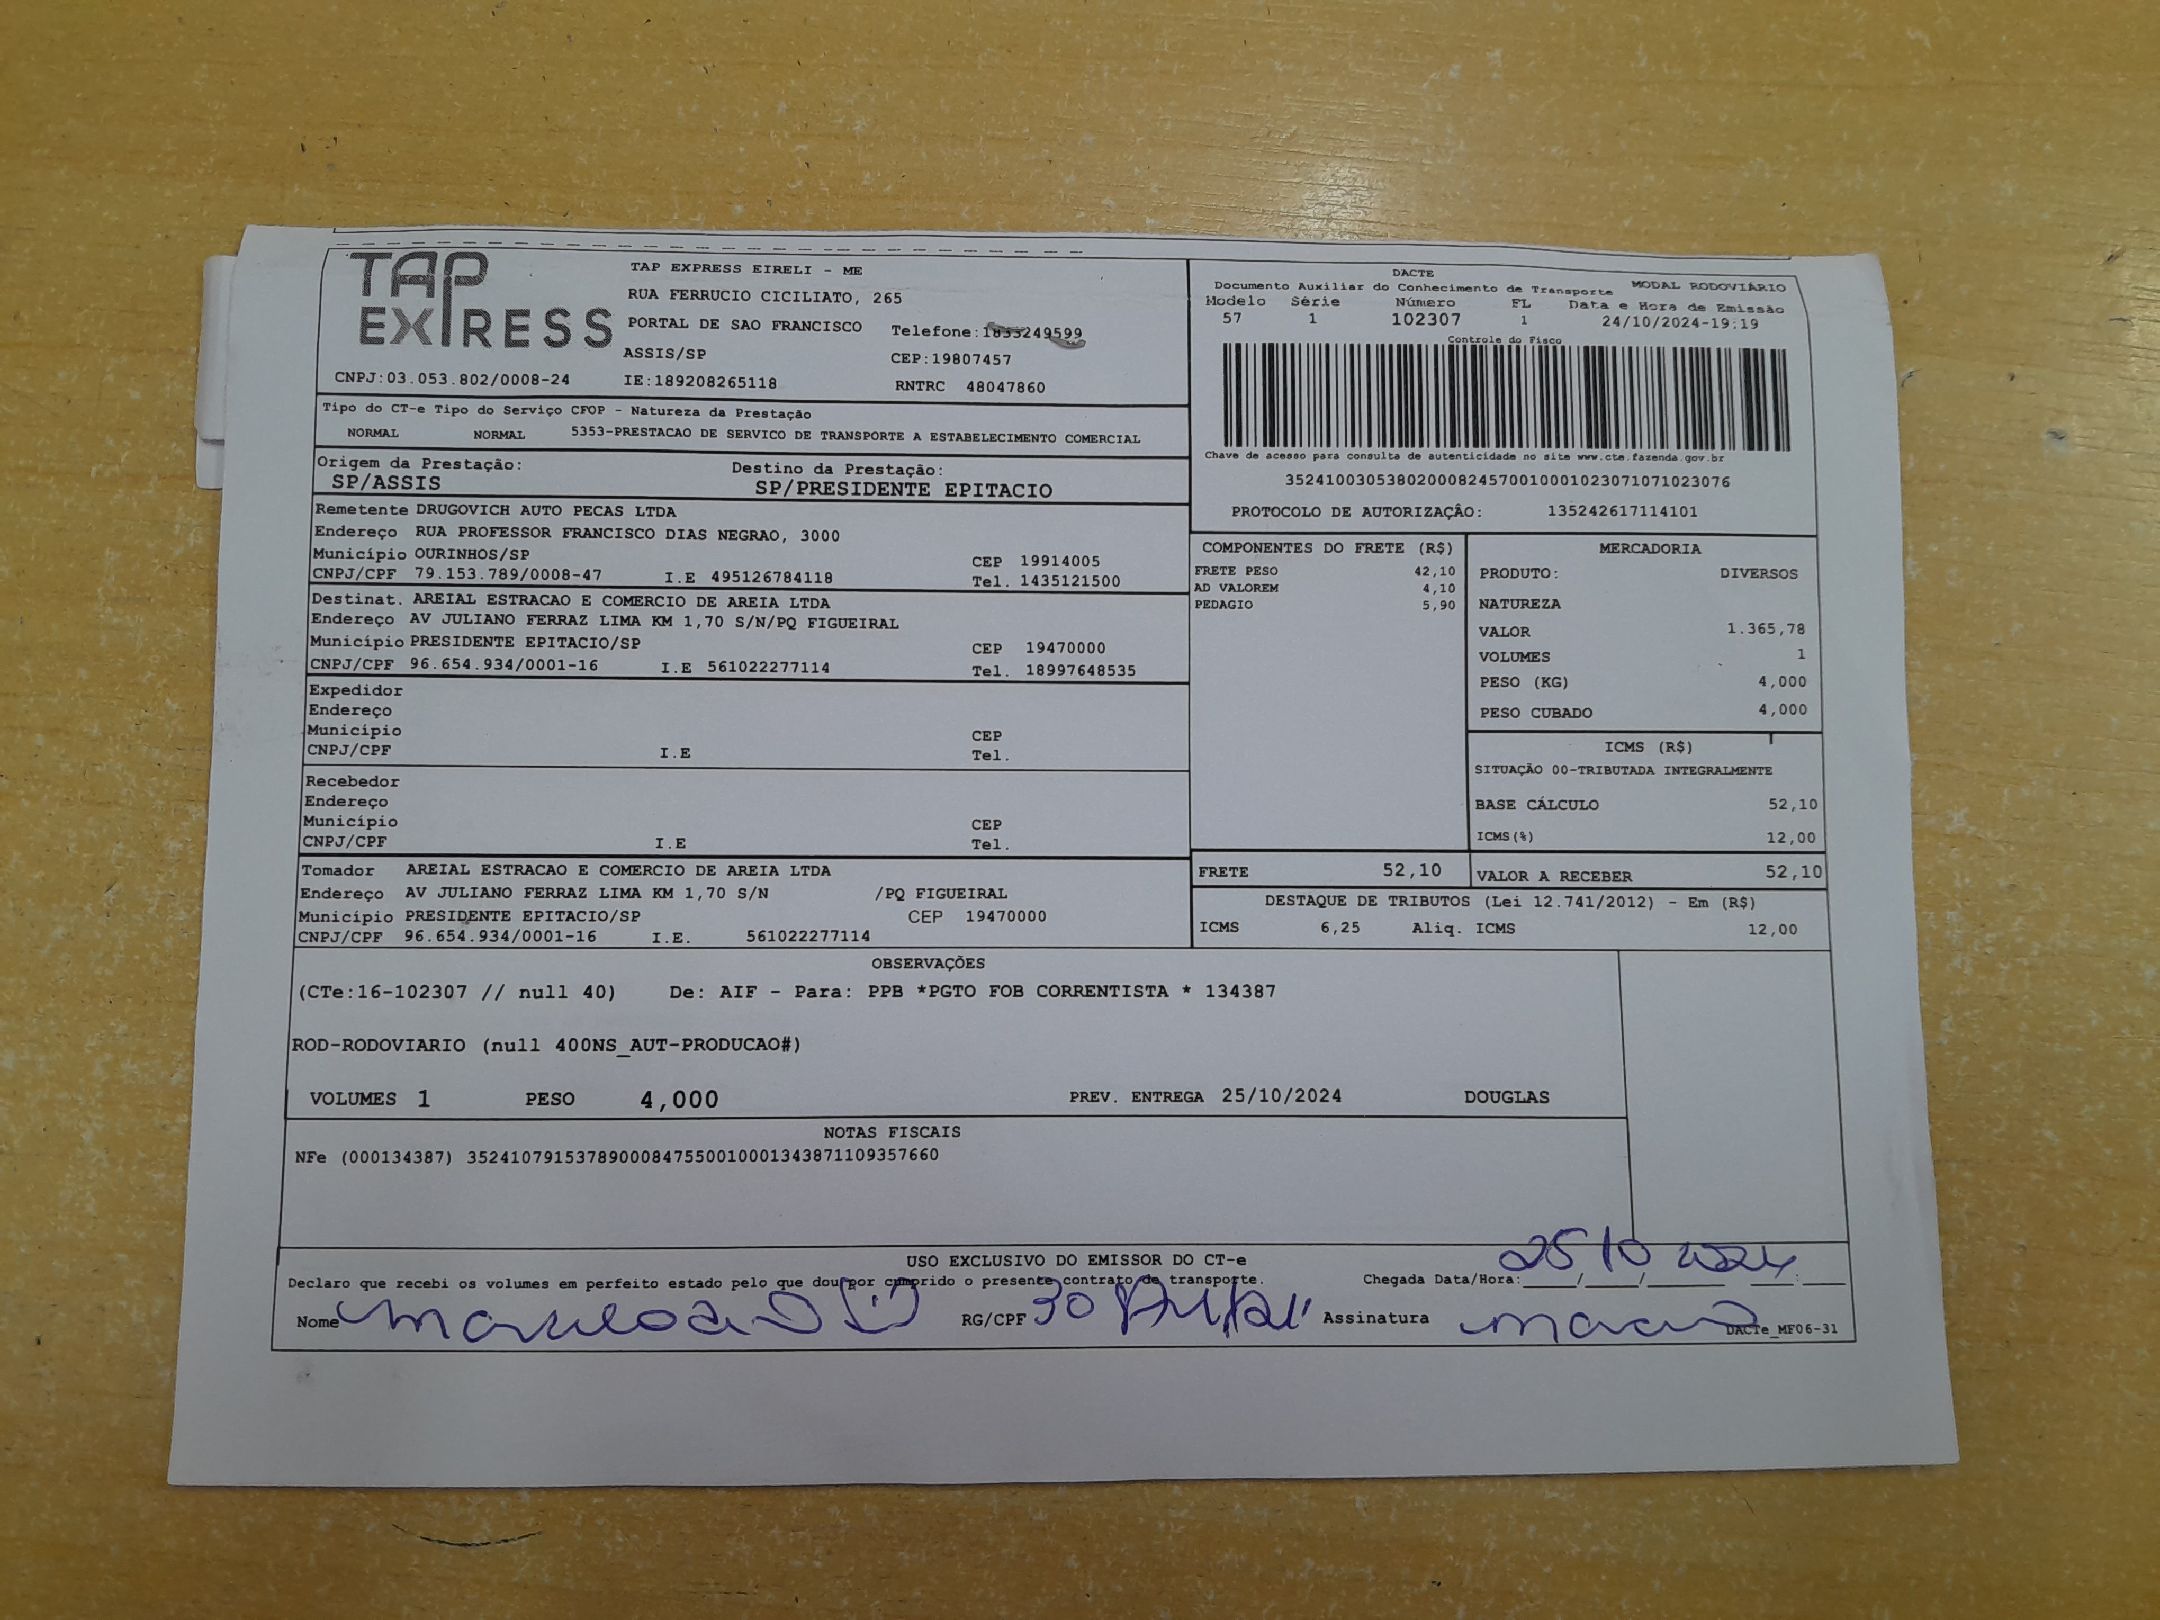 TAP EXPRESS
TAP EXPRESS EIRELI - ME
RUA FERRUCIO CICILIATO, 265
PORTAL DE SAO FRANCISCO Telefone:1833249599
ASSIS/SP CEP:19807457
CNPJ:03.053.802/0008-24 IE:189208265118 RNTRC 48047860
DACTE
Documento Auxiliar do Conhecimento de Transporte MODAL RODOVIÁRIO
Modelo Série Número FL Data e Hora de Emissão
57 1 102307 1 24/10/2024-19:19
Controle do Fisco
Chave de acesso para consulta de autenticidade no site www.cte.fazenda.gov.br
35241003053802000824570010001023071071023076
PROTOCOLO DE AUTORIZAÇÃO: 135242617114101
Tipo do CT-e Tipo do Serviço CFOP - Natureza da Prestação
NORMAL NORMAL 5353-PRESTACAO DE SERVICO DE TRANSPORTE A ESTABELECIMENTO COMERCIAL
Origem da Prestação: Destino da Prestação:
SP/ASSIS SP/PRESIDENTE EPITACIO
Remetente DRUGOVICH AUTO PECAS LTDA
Endereço RUA PROFESSOR FRANCISCO DIAS NEGRAO, 3000
Município OURINHOS/SP CEP 19914005
CNPJ/CPF 79.153.789/0008-47 I.E 495126784118 Tel. 1435121500
Destinat. AREIAL ESTRACAO E COMERCIO DE AREIA LTDA
Endereço AV JULIANO FERRAZ LIMA KM 1,70 S/N/PQ FIGUEIRAL
Município PRESIDENTE EPITACIO/SP CEP 19470000
CNPJ/CPF 96.654.934/0001-16 I.E 561022277114 Tel. 18997648535
Expedidor
Endereço
Município CEP
CNPJ/CPF I.E Tel.
Recebedor
Endereço
Município CEP
CNPJ/CPF I.E Tel.
Tomador AREIAL ESTRACAO E COMERCIO DE AREIA LTDA
Endereço AV JULIANO FERRAZ LIMA KM 1,70 S/N /PQ FIGUEIRAL
Município PRESIDENTE EPITACIO/SP CEP 19470000
CNPJ/CPF 96.654.934/0001-16 I.E. 561022277114
COMPONENTES DO FRETE (R$)
FRETE PESO 42,10
AD VALOREM 4,10
PEDAGIO 5,90
MERCADORIA
PRODUTO: DIVERSOS
NATUREZA
VALOR 1.365,78
VOLUMES 1
PESO (KG) 4,000
PESO CUBADO 4,000
ICMS (R$)
SITUAÇÃO 00-TRIBUTADA INTEGRALMENTE
BASE CÁLCULO 52,10
ICMS(%) 12,00
FRETE 52,10 VALOR A RECEBER 52,10
DESTAQUE DE TRIBUTOS (Lei 12.741/2012) - Em (R$)
ICMS 6,25 Aliq. ICMS 12,00
OBSERVAÇÕES
(CTe:16-102307 // null 40) De: AIF - Para: PPB *PGTO FOB CORRENTISTA * 134387
ROD-RODOVIARIO (null 400NS_AUT-PRODUCAO#)
VOLUMES 1 PESO 4,000 PREV. ENTREGA 25/10/2024 DOUGLAS
NOTAS FISCAIS
NFe (000134387) 35241079153789000847550010001343871109357660
USO EXCLUSIVO DO EMISSOR DO CT-e
Declaro que recebi os volumes em perfeito estado pelo que dou por cumprido o presente contrato de transporte. Chegada Data/Hora: 25/10/2024
Nome RG/CPF Assinatura
DACTe_MF06-31